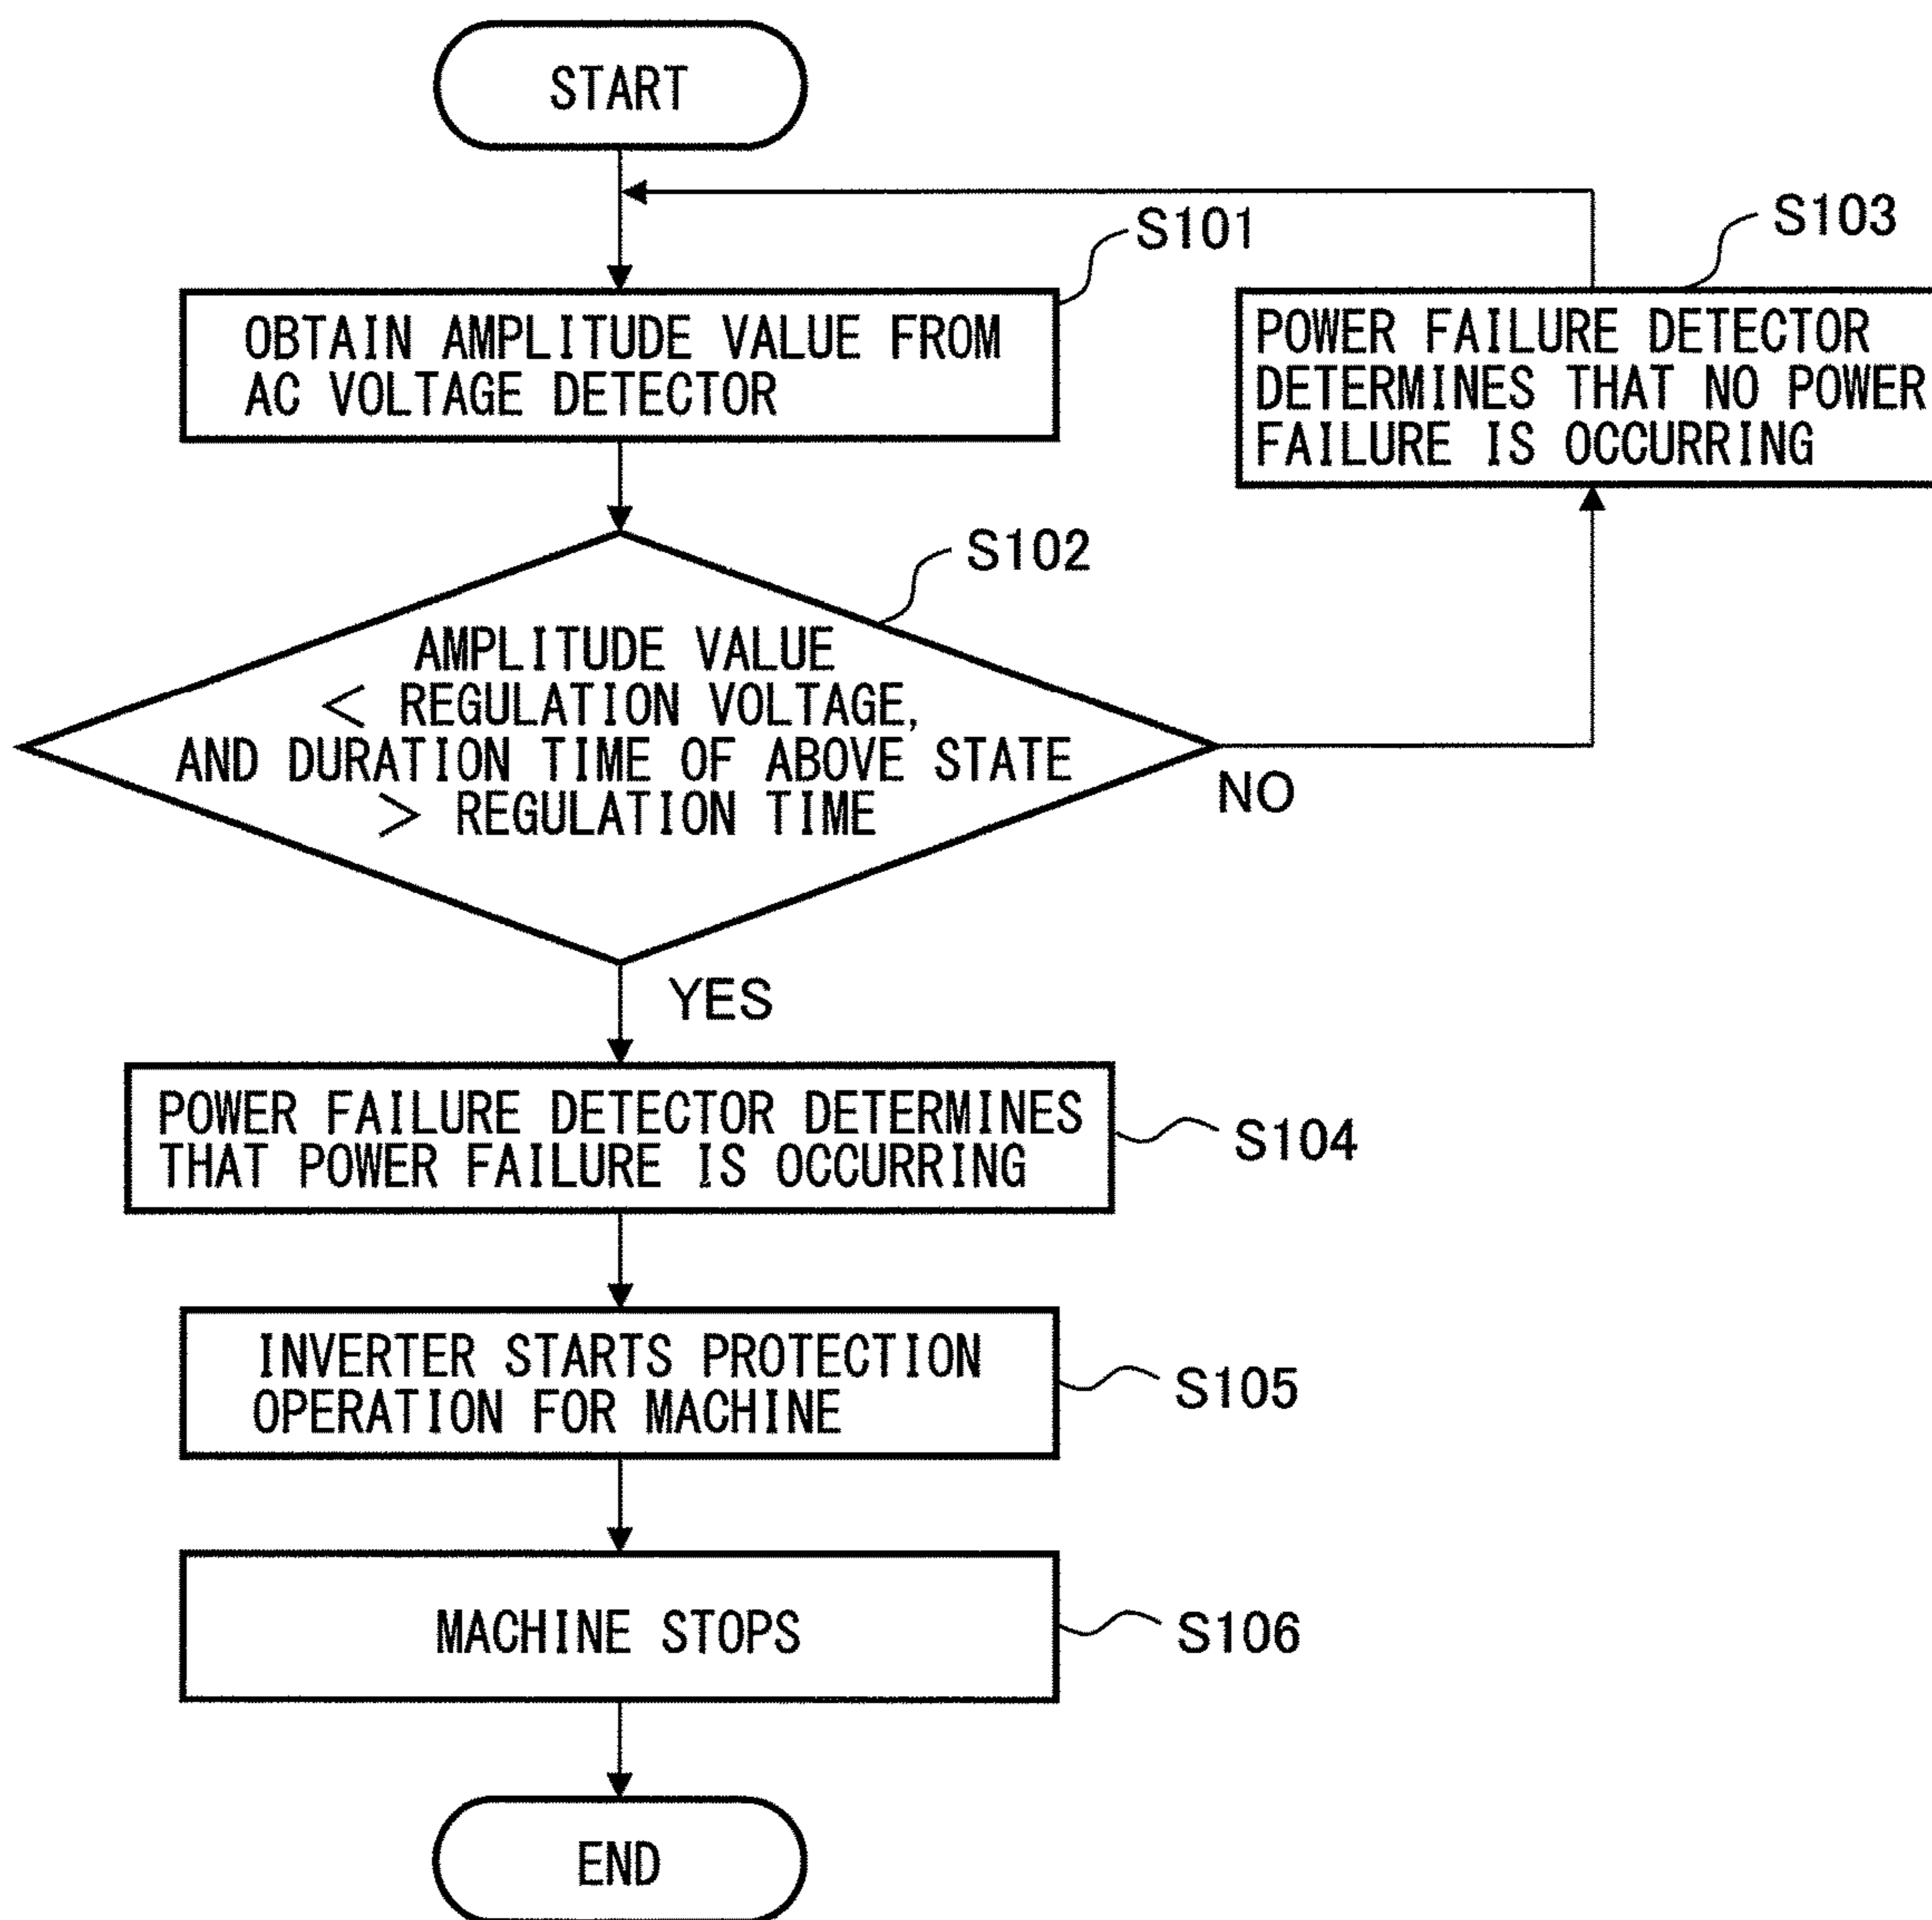 START
S101
OBTAIN AMPLITUDE VALUE FROM
AC VOLTAGE DETECTOR
S103
POWER FAILURE DETECTOR
DETERMINES THAT NO POWER
FAILURE IS OCCURRING
S102
AMPLITUDE VALUE
< REGULATION VOLTAGE,
AND DURATION TIME OF ABOVE STATE
> REGULATION TIME
NO
YES
POWER FAILURE DETECTOR DETERMINES
THAT POWER FAILURE IS OCCURRING
S104
INVERTER STARTS PROTECTION
OPERATION FOR MACHINE
S105
MACHINE STOPS
S106
END